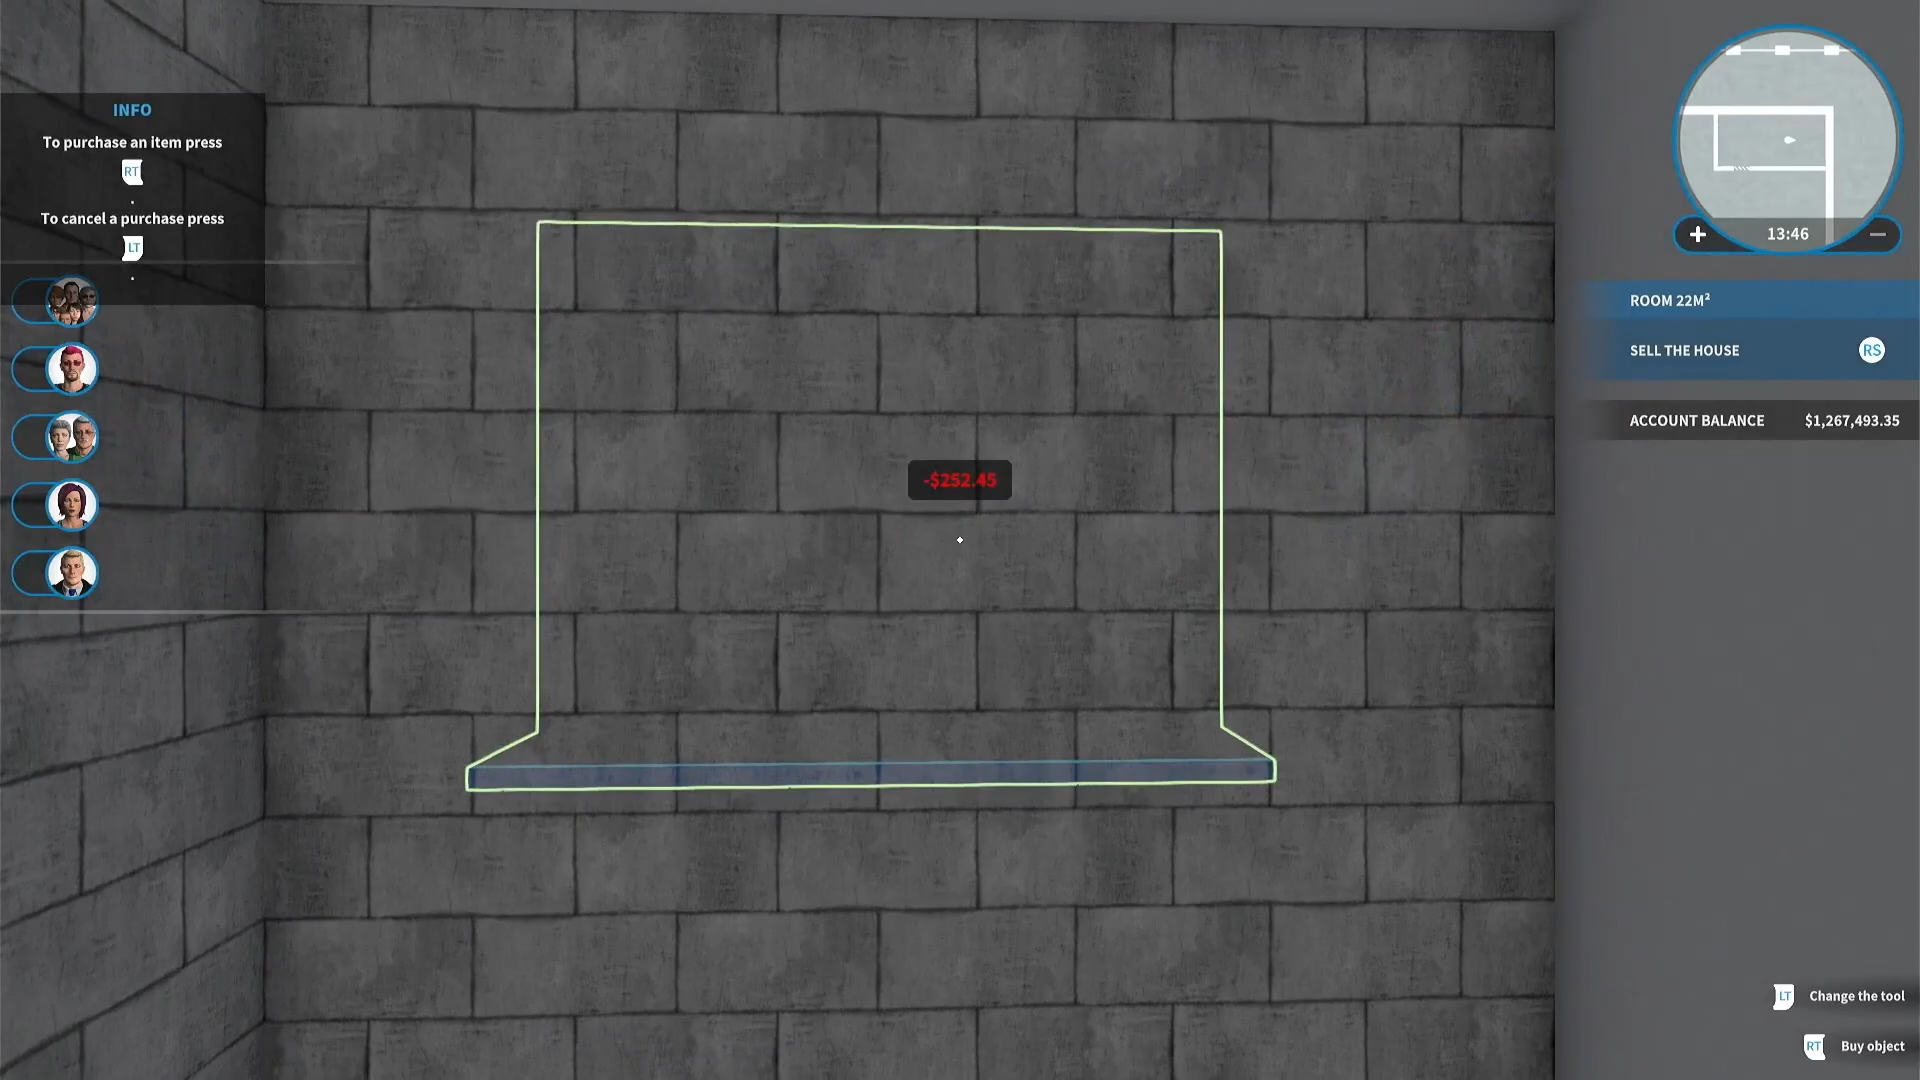 INFO
To purchase an item press
RT
.
To cancel a purchase press
LT
.
13:46
ROOM 22M²
SELL THE HOUSE RS
ACCOUNT BALANCE $1,267,493.35
-$252.45
LT Change the tool
RT Buy object